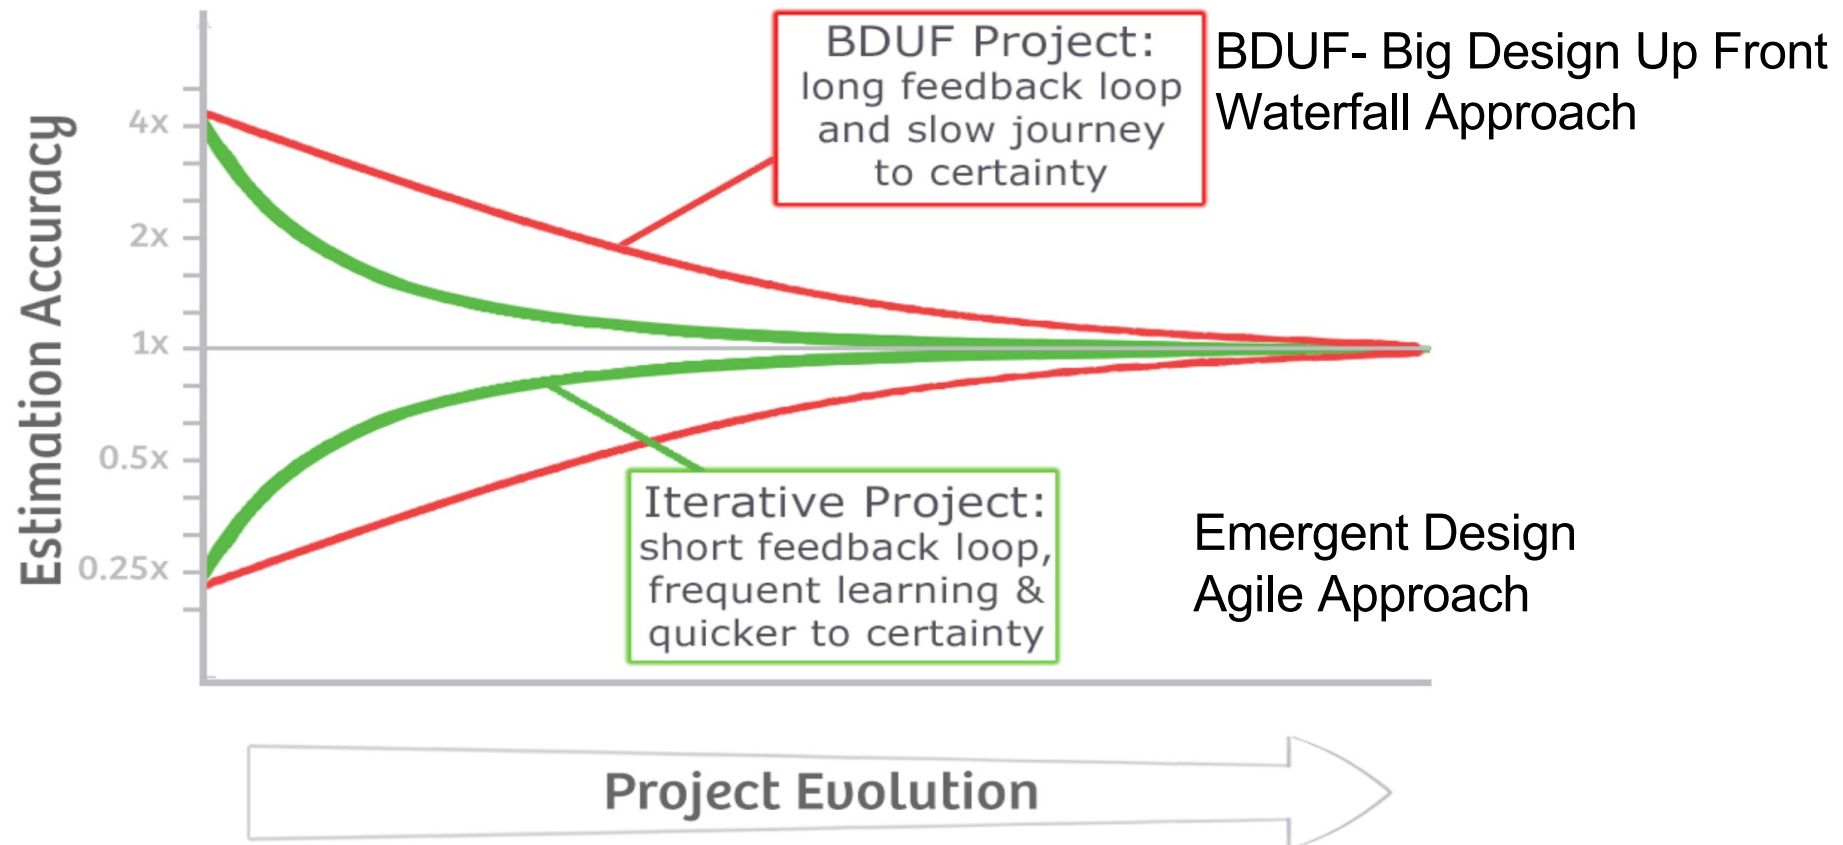 BDUF Project:
long feedback loop
and slow journey
to certainty
BDUF- Big Design Up Front
Waterfall Approach
Estimation Accuracy
4x
2x
1x
0.5x
0.25x
Iterative Project:
short feedback loop,
frequent learning &
quicker to certainty
Emergent Design
Agile Approach
Project Evolution